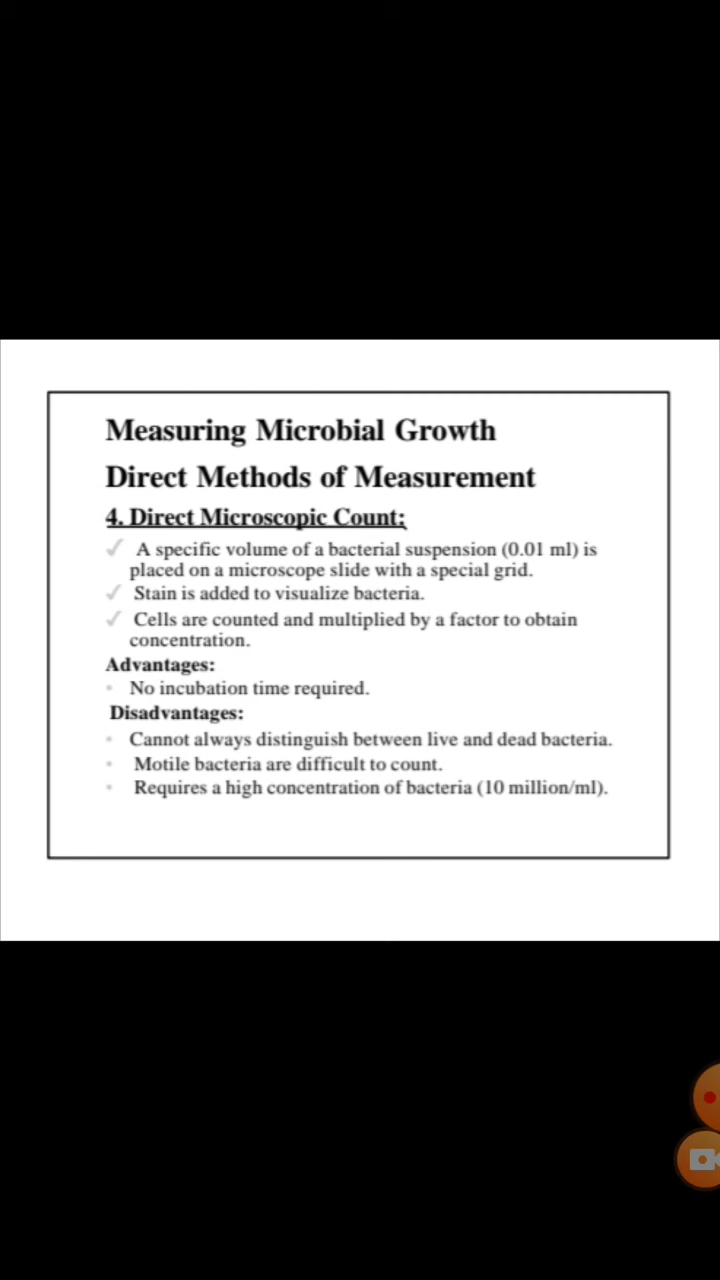 Measuring Microbial Growth
Direct Methods of Measurement
4. Direct Microscopic Count:
✓ A specific volume of a bacterial suspension (0.01 ml) is
placed on a microscope slide with a special grid.
✓ Stain is added to visualize bacteria.
✓ Cells are counted and multiplied by a factor to obtain
concentration.
Advantages:
• No incubation time required.
Disadvantages:
• Cannot always distinguish between live and dead bacteria.
• Motile bacteria are difficult to count.
• Requires a high concentration of bacteria (10 million/ml).